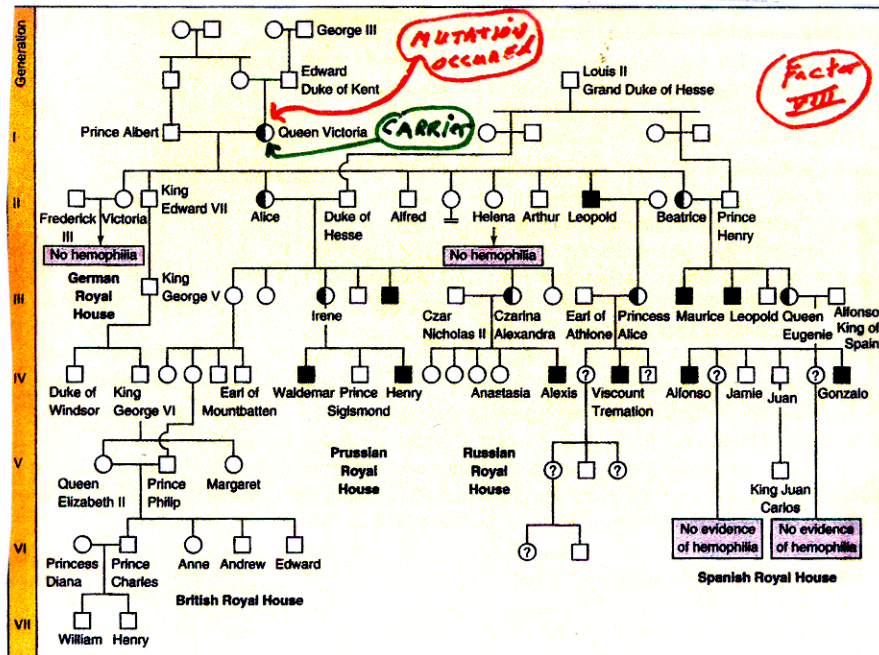 Generation
George III
MUTATION
OCCURED
Edward
Duke of Kent
Louis II
Grand Duke of Hesse
Factor
VIII
I
Prince Albert
Queen Victoria
CARRIER
II
Frederick
III
Victoria
King
Edward VII
Alice
Duke of
Hesse
Alfred
Helena
Arthur
Leopold
Beatrice
Prince
Henry
No hemophilia
No hemophilia
German
Royal
House
III
King
George V
Irene
Czar
Nicholas II
Czarina
Alexandra
Earl of
Athlone
Princess
Alice
Maurice
Leopold
Queen
Eugenie
Alfonso
King of
Spain
IV
Duke of
Windsor
King
George VI
Earl of
Mountbatten
Waldemar
Prince
Sigismond
Henry
Anastasia
Alexis
?
Viscount
Tremation
?
Alfonso
?
Jamie
Juan
?
Gonzalo
V
Queen
Elizabeth II
Prince
Philip
Margaret
Prussian
Royal
House
Russian
Royal
House
?
?
King Juan
Carlos
VI
Princess
Diana
Prince
Charles
Anne
Andrew
Edward
?
No evidence
of hemophilia
No evidence
of hemophilia
British Royal House
Spanish Royal House
VII
William
Henry